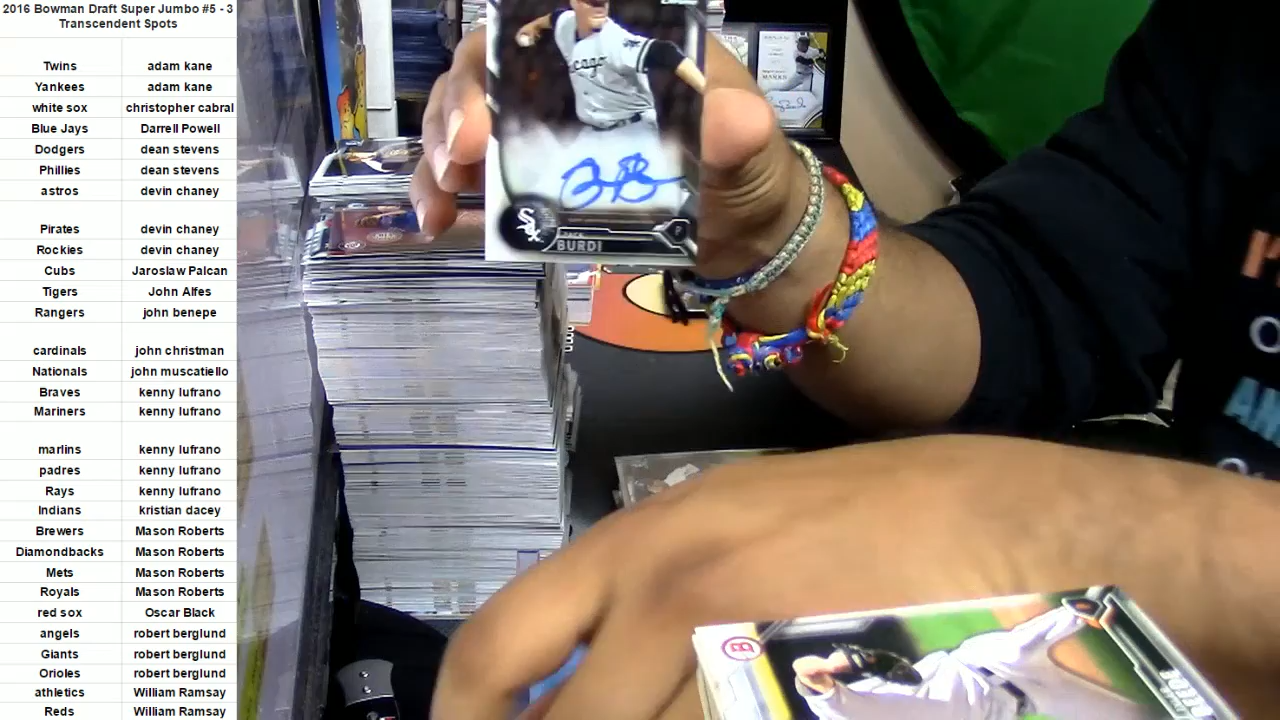 2016 Bowman Draft Super Jumbo #5 - 3
Transcendent Spots
Twins adam kane
Yankees adam kane
white sox christopher cabral
Blue Jays Darrell Powell
Dodgers dean stevens
Phillies dean stevens
astros devin chaney
Pirates devin chaney
Rockies devin chaney
Cubs Jaroslaw Palcan
Tigers John Alfes
Rangers john benepe
cardinals john christman
Nationals john muscatiello
Braves kenny lufrano
Mariners kenny lufrano
marlins kenny lufrano
padres kenny lufrano
Rays kenny lufrano
Indians kristian dacey
Brewers Mason Roberts
Diamondbacks Mason Roberts
Mets Mason Roberts
Royals Mason Roberts
red sox Oscar Black
angels robert berglund
Giants robert berglund
Orioles robert berglund
athletics William Ramsay
Reds William Ramsay
SOX
ZACK
BURDI
P
B